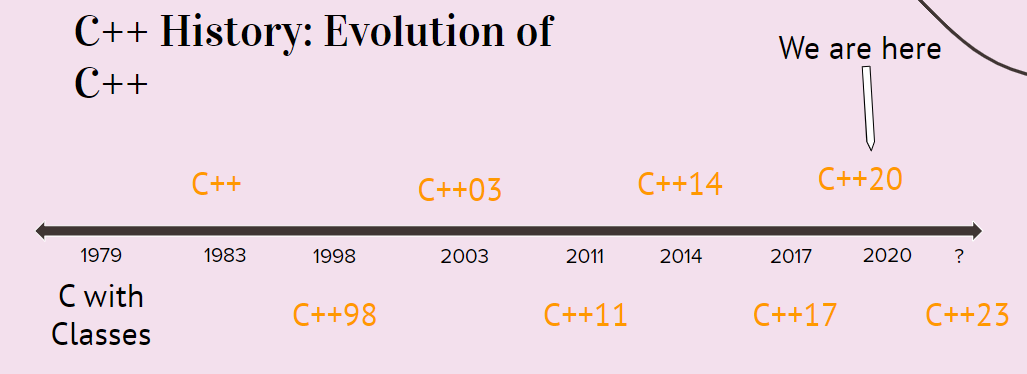 C++ History: Evolution of
C++
We are here
C++
C++03
C++14
C++20
1979
1983
1998
2003
2011
2014
2017
2020
?
C with
Classes
C++98
C++11
C++17
C++23